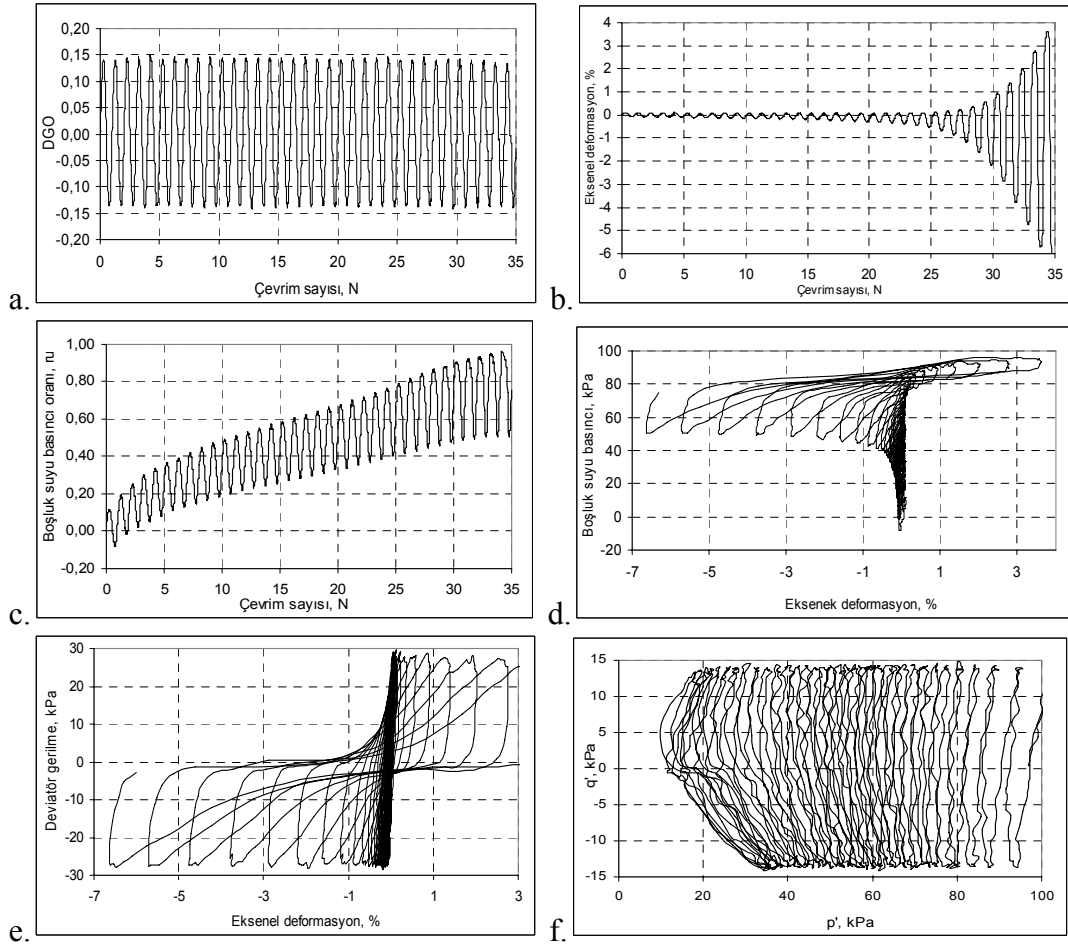 a.
DGO
0,20
0,15
0,10
0,05
0,00
-0,05
-0,10
-0,15
-0,20
0 5 10 15 20 25 30 35
Çevrim sayısı, N
b.
Eksenel deformasyon, %
4
3
2
1
0
-1
-2
-3
-4
-5
-6
0 5 10 15 20 25 30 35
Çevrim sayısı, N
c.
Boşluk suyu basıncı oranı, ru
1,00
0,80
0,60
0,40
0,20
0,00
-0,20
0 5 10 15 20 25 30 35
Çevrim sayısı, N
d.
Boşluk suyu basıncı, kPa
100
80
60
40
20
0
-20
-7 -5 -3 -1 1 3
Eksenek deformasyon, %
e.
Deviatör gerilme, kPa
30
20
10
0
-10
-20
-30
-7 -5 -3 -1 1 3
Eksenel deformasyon, %
f.
q', kPa
15
10
5
0
-5
-10
-15
0 20 40 60 80 100
p', kPa